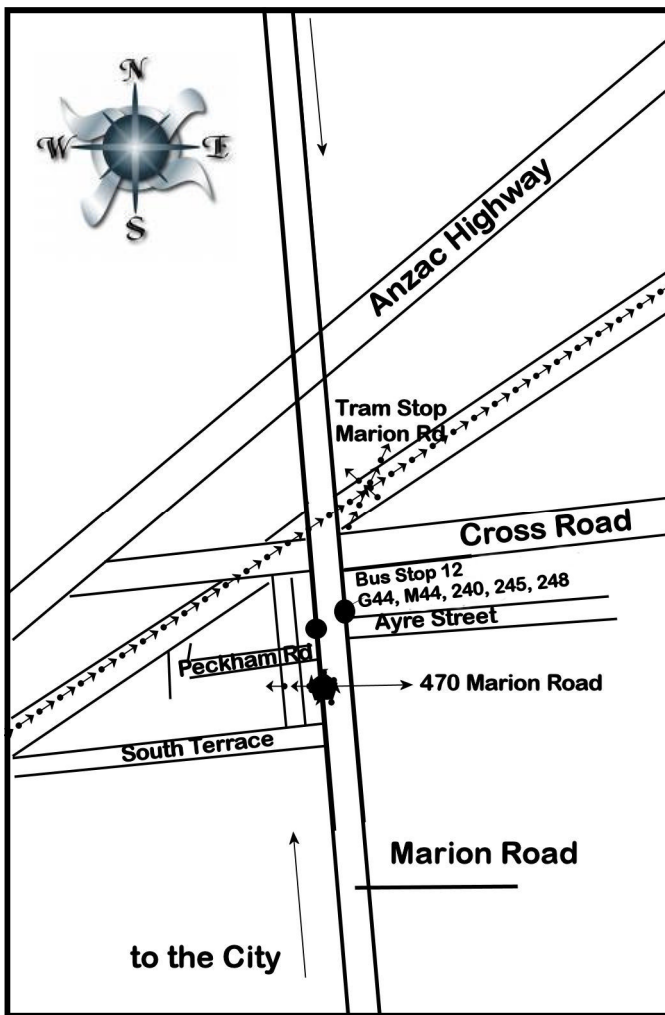 N
W
E
S
Anzac Highway
Tram Stop
Marion Rd
Cross Road
Bus Stop 12
G44, M44, 240, 245, 248
Ayre Street
Peckham Rd
470 Marion Road
South Terrace
Marion Road
to the City